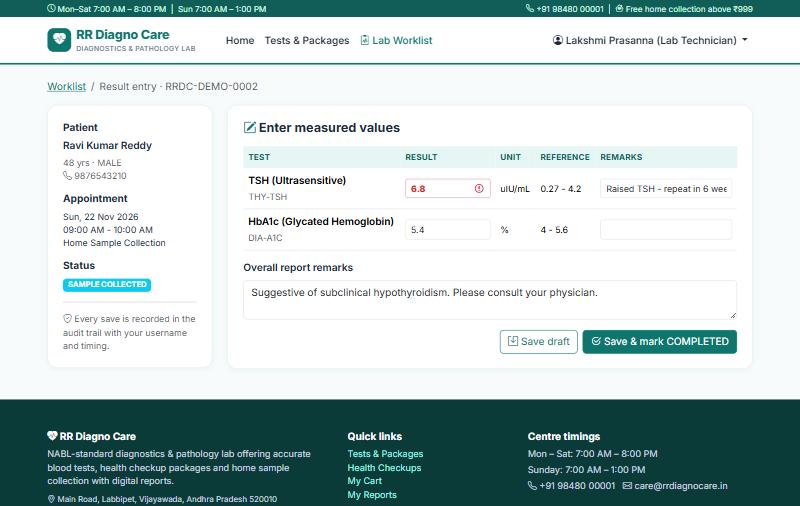 Mon–Sat: 7:00 AM – 8:00 PM | Sun 7:00 AM – 1:00 PM
+91 98480 00001 | Free home collection above ₹999
RR Diagno Care
DIAGNOSTICS & PATHOLOGY LAB
Home Tests & Packages Lab Worklist
Lakshmi Prasanna (Lab Technician)
Worklist / Result entry · RRDC-DEMO-0002
Patient
Ravi Kumar Reddy
48 yrs · MALE
9876543210
Appointment
Sun, 22 Nov 2026
09:00 AM - 10:00 AM
Home Sample Collection
Status
SAMPLE COLLECTED
Every save is recorded in the
audit trail with your username
and timing.
Enter measured values
TEST RESULT UNIT REFERENCE REMARKS
TSH (Ultrasensitive) 6.8 uIU/mL 0.27 - 4.2 Raised TSH - repeat in 6 wee
THY-TSH
HbA1c (Glycated Hemoglobin) 5.4 % 4 - 5.6
DIA-A1C
Overall report remarks
Suggestive of subclinical hypothyroidism. Please consult your physician.
Save draft Save & mark COMPLETED
RR Diagno Care
NABL-standard diagnostics & pathology lab offering accurate
blood tests, health checkup packages and home sample
collection with digital reports.
Main Road, Labbipet, Vijayawada, Andhra Pradesh 520010
Quick links
Tests & Packages
Health Checkups
My Cart
My Reports
Centre timings
Mon – Sat: 7:00 AM – 8:00 PM
Sunday: 7:00 AM – 1:00 PM
+91 98480 00001 care@rrdiagnocare.in